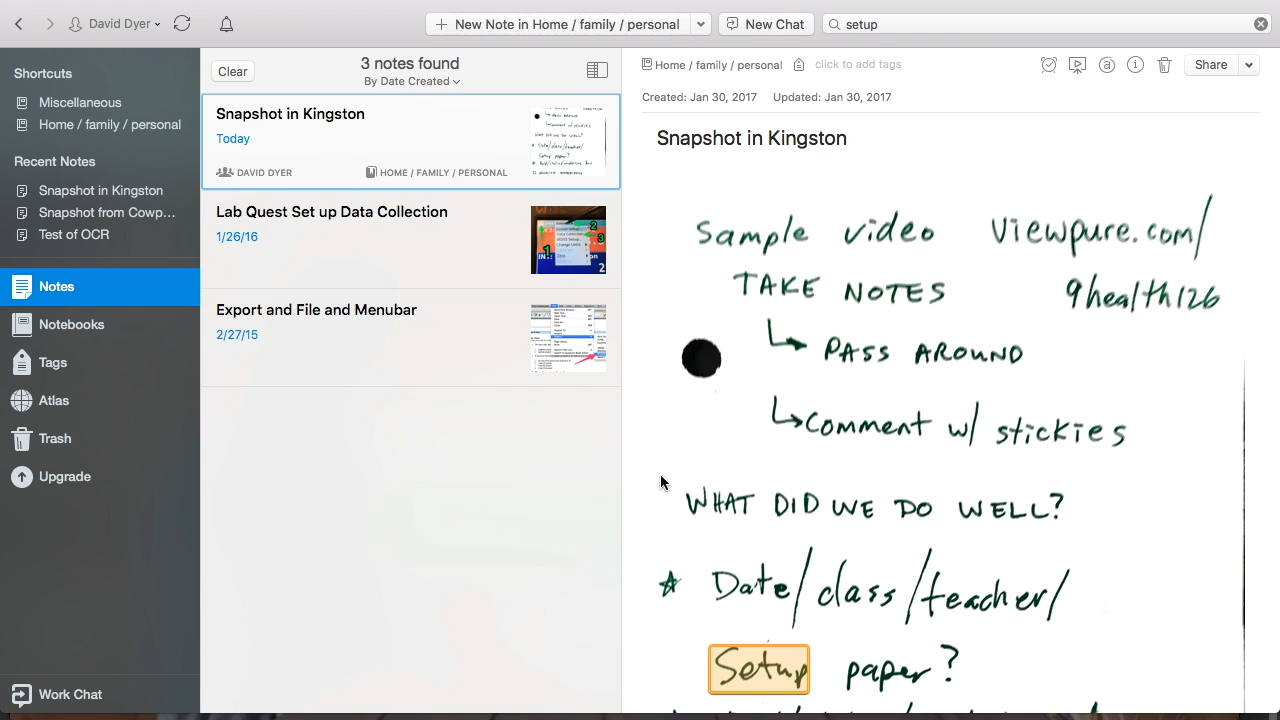 David Dyer
New Note in Home / family / personal
New Chat
setup
Shortcuts
Miscellaneous
Home / family / personal
Recent Notes
Snapshot in Kingston
Snapshot from Cowp...
Test of OCR
Notes
Notebooks
Tags
Atlas
Trash
Upgrade
Work Chat
Clear
3 notes found
By Date Created
Snapshot in Kingston
Today
DAVID DYER
HOME / FAMILY / PERSONAL
Lab Quest Set up Data Collection
1/26/16
Export and File and Menubar
2/27/15
Home / family / personal
click to add tags
Share
Created: Jan 30, 2017
Updated: Jan 30, 2017
Snapshot in Kingston
Sample video viewpure.com/
TAKE NOTES 9health126
PASS AROUND
Comment w/ stickies
WHAT DID WE DO WELL?
Date/class/teacher/
Setup paper?